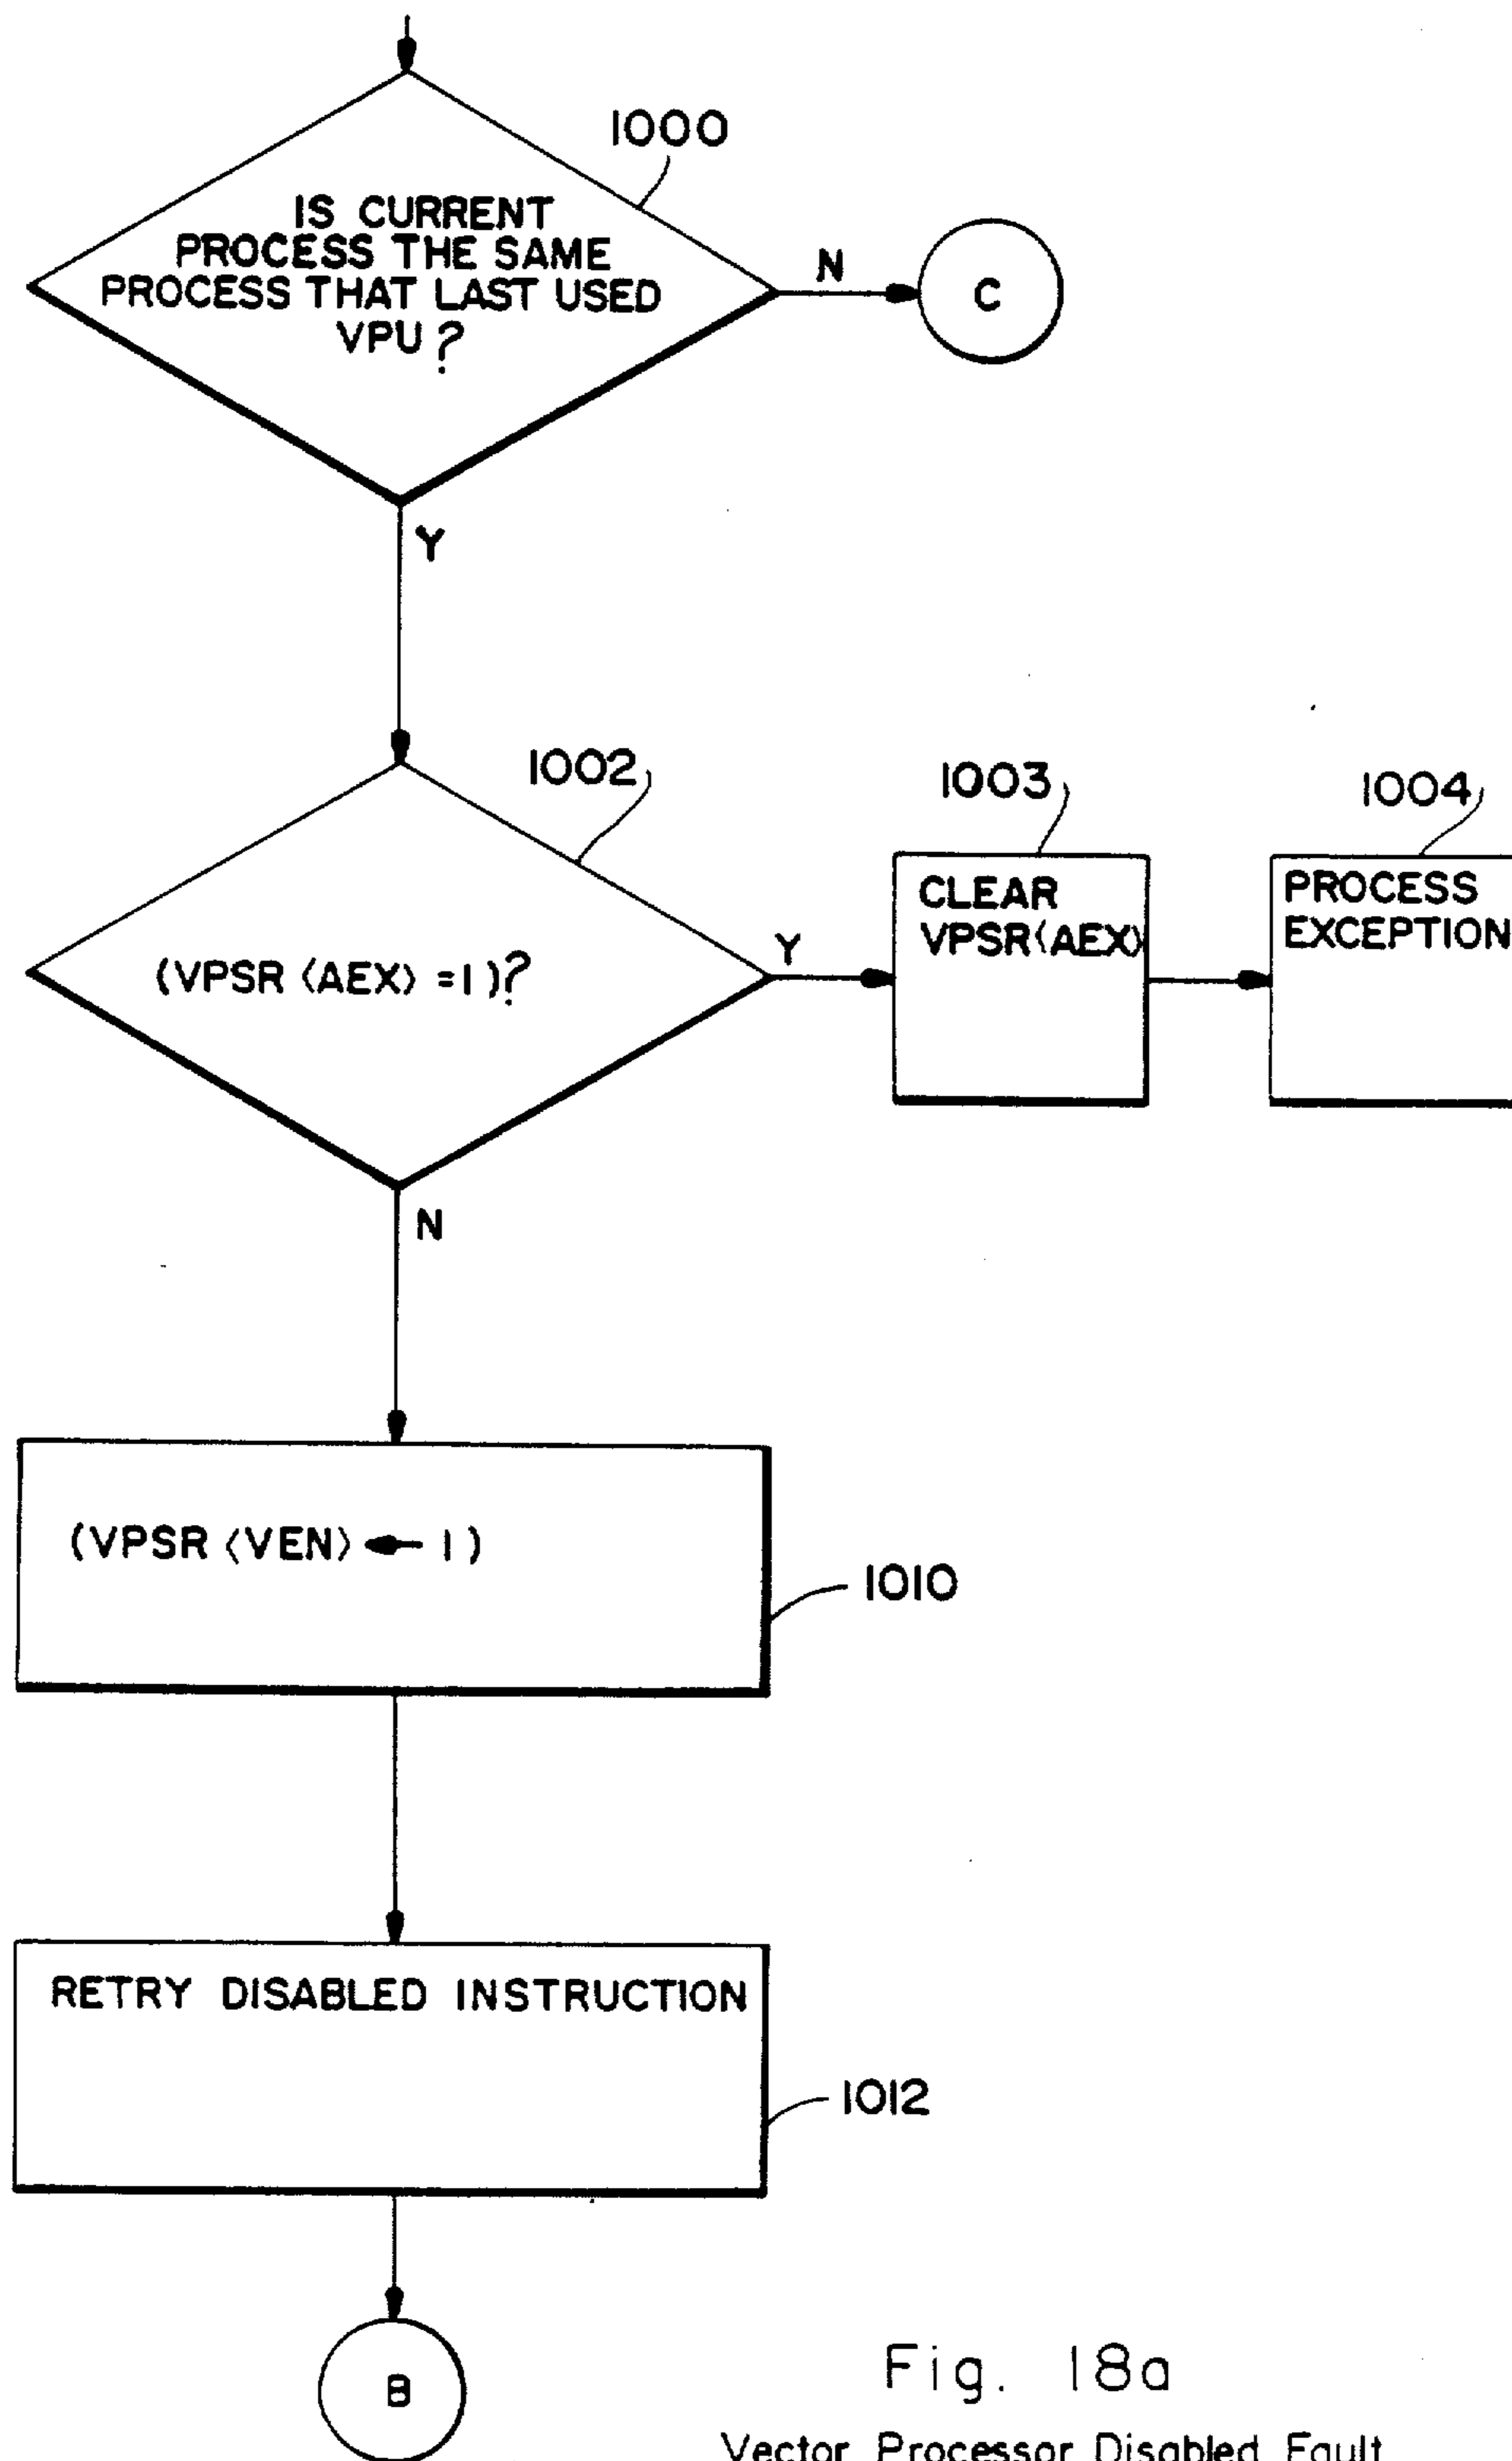 1000
IS CURRENT
PROCESS THE SAME
PROCESS THAT LAST USED
VPU?
N
C
Y
1002
(VPSR ⟨AEX⟩ =1)?
Y
1003
CLEAR
VPSR⟨AEX⟩
1004
PROCESS
EXCEPTION
N
(VPSR ⟨VEN⟩ ← 1)
1010
RETRY DISABLED INSTRUCTION
1012
B
Fig. 18a
Vector Processor Disabled Fault